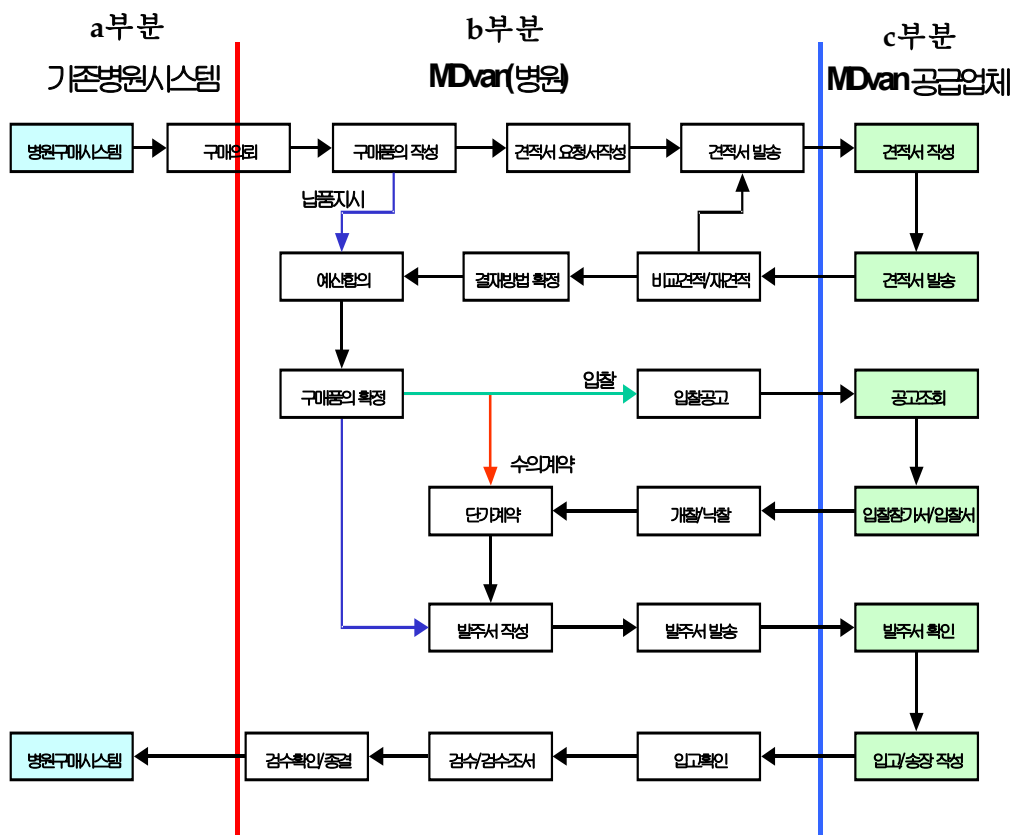 a부분
b부분
c부분
기존병원시스템
MDvan(병원)
MDvan 공급업체
병원구매시스템
구매의뢰
구매품의 작성
견적서 요청서작성
견적서 발송
견적서 작성
납품지시
예산합의
결재방법 확정
비교견적/재견적
견적서 발송
구매품의 확정
입찰
입찰공고
공고조회
수의계약
단가계약
개찰/낙찰
입찰참가서/입찰서
발주서 작성
발주서 발송
발주서 확인
병원구매시스템
검수확인/종결
검수/검수조서
입고확인
입고/송장 작성